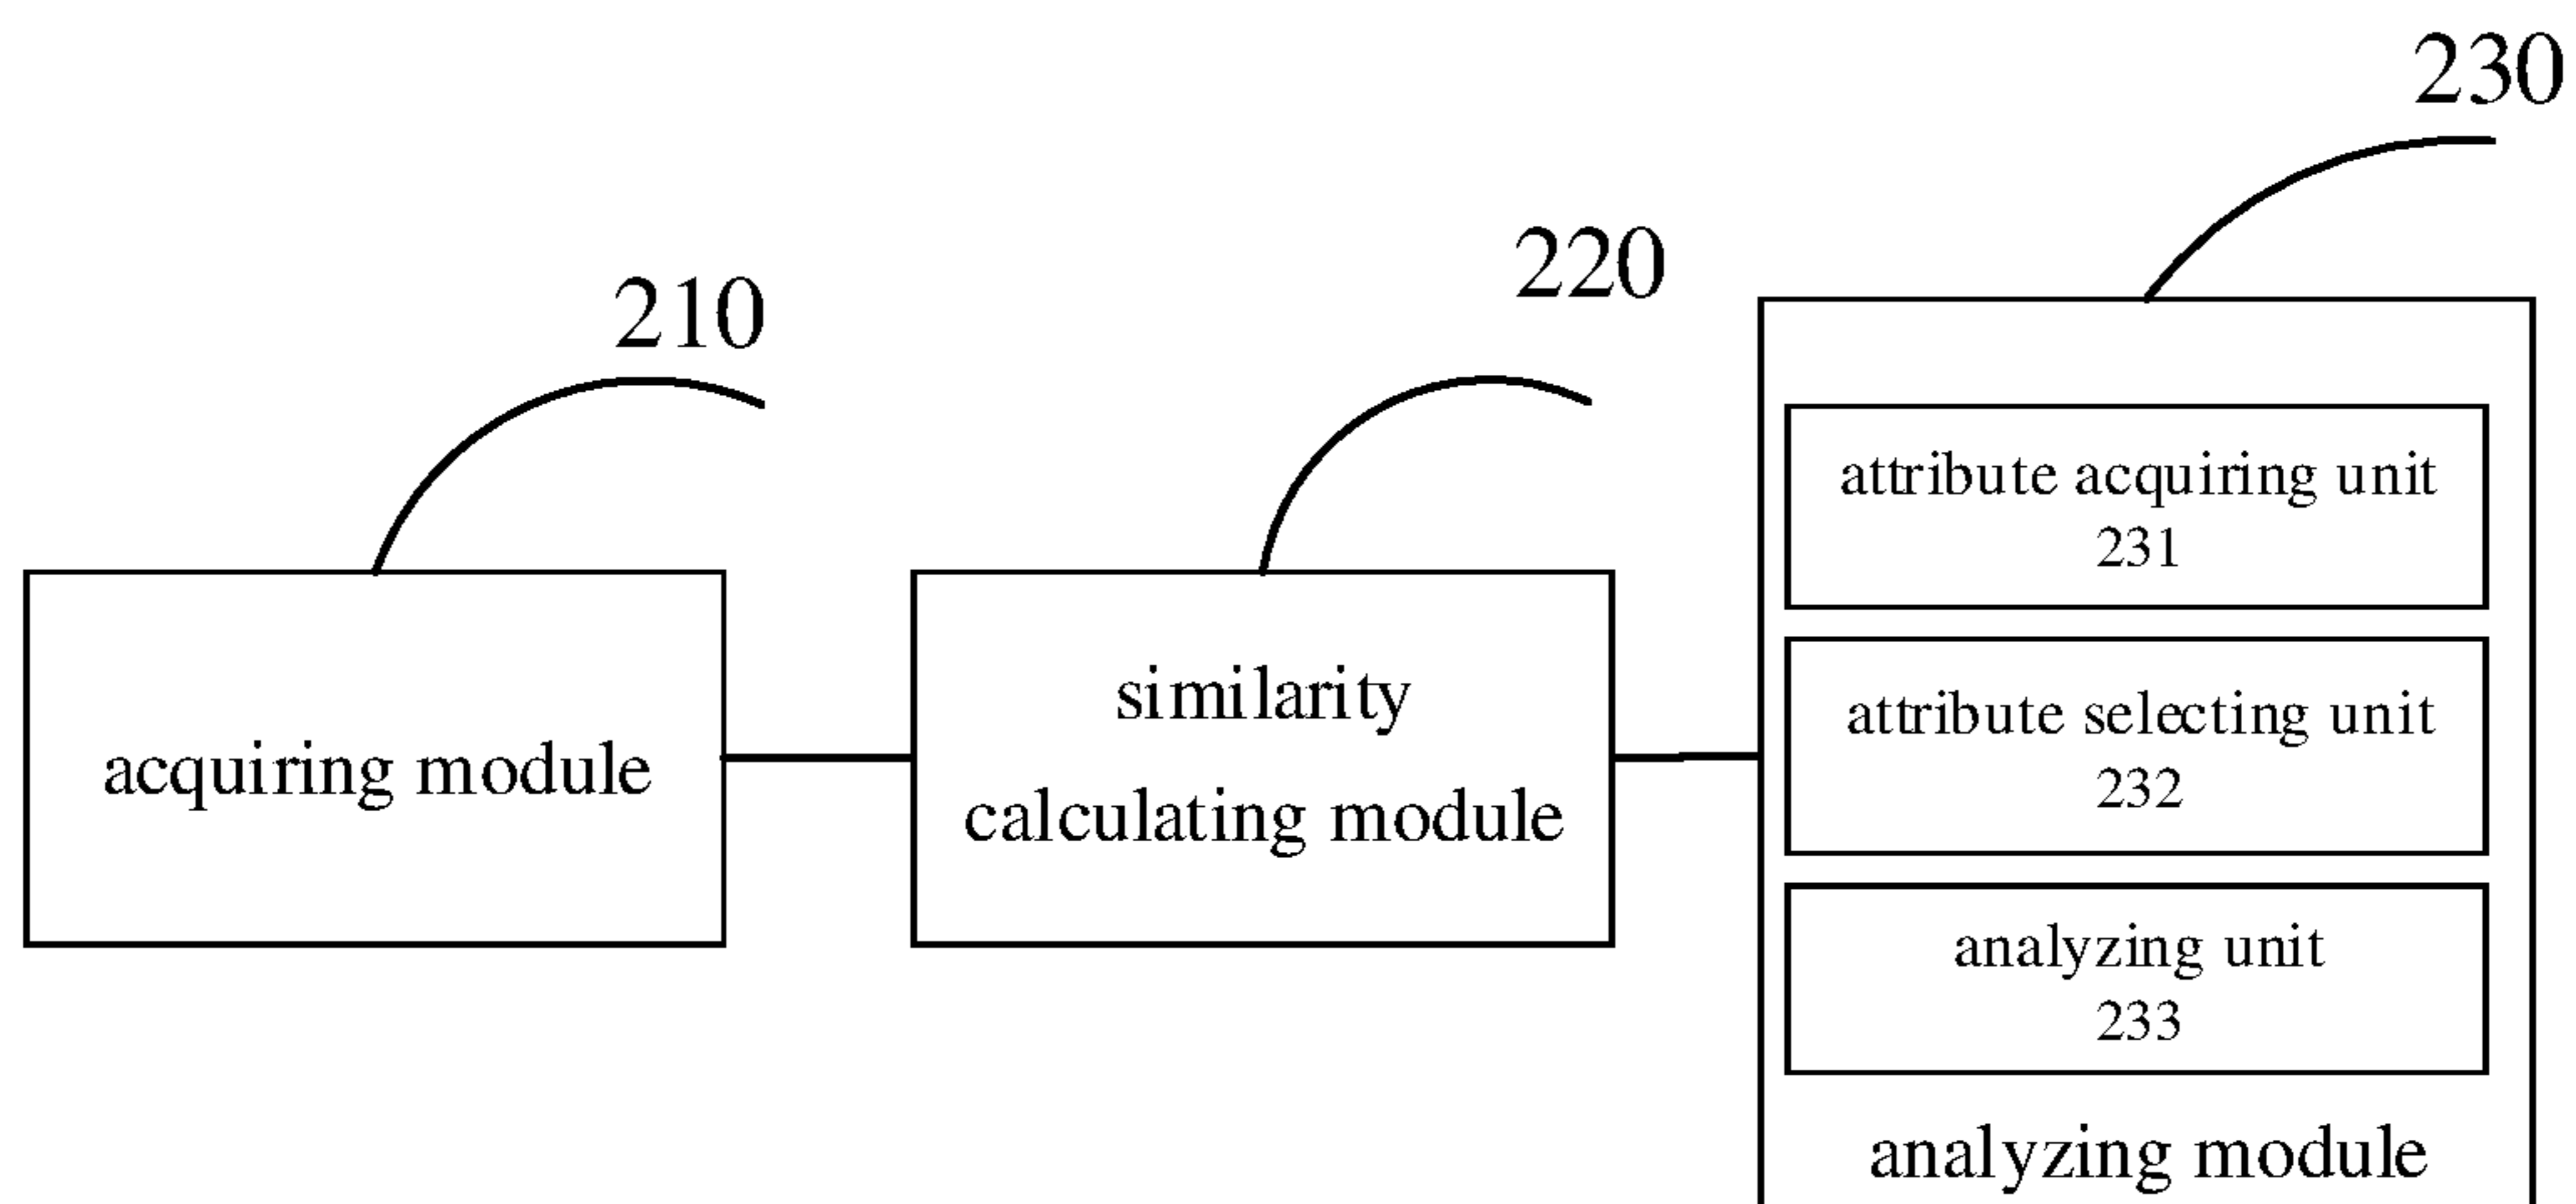 230
220
210
attribute acquiring unit
231
attribute selecting unit
232
similarity
calculating module
acquiring module
analyzing unit
233
analyzing module